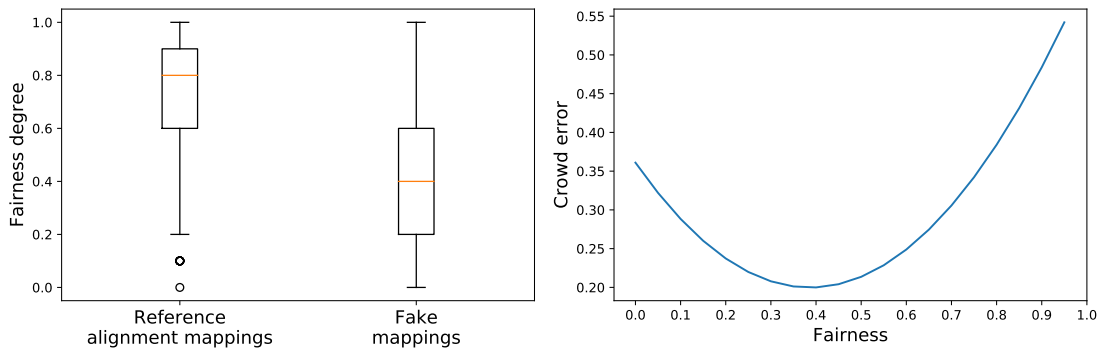 Fairness degree
1.0
0.8
0.6
0.4
0.2
0.0
Reference
alignment mappings
Fake
mappings
Crowd error
0.55
0.50
0.45
0.40
0.35
0.30
0.25
0.20
0.0 0.1 0.2 0.3 0.4 0.5 0.6 0.7 0.8 0.9 1.0
Fairness